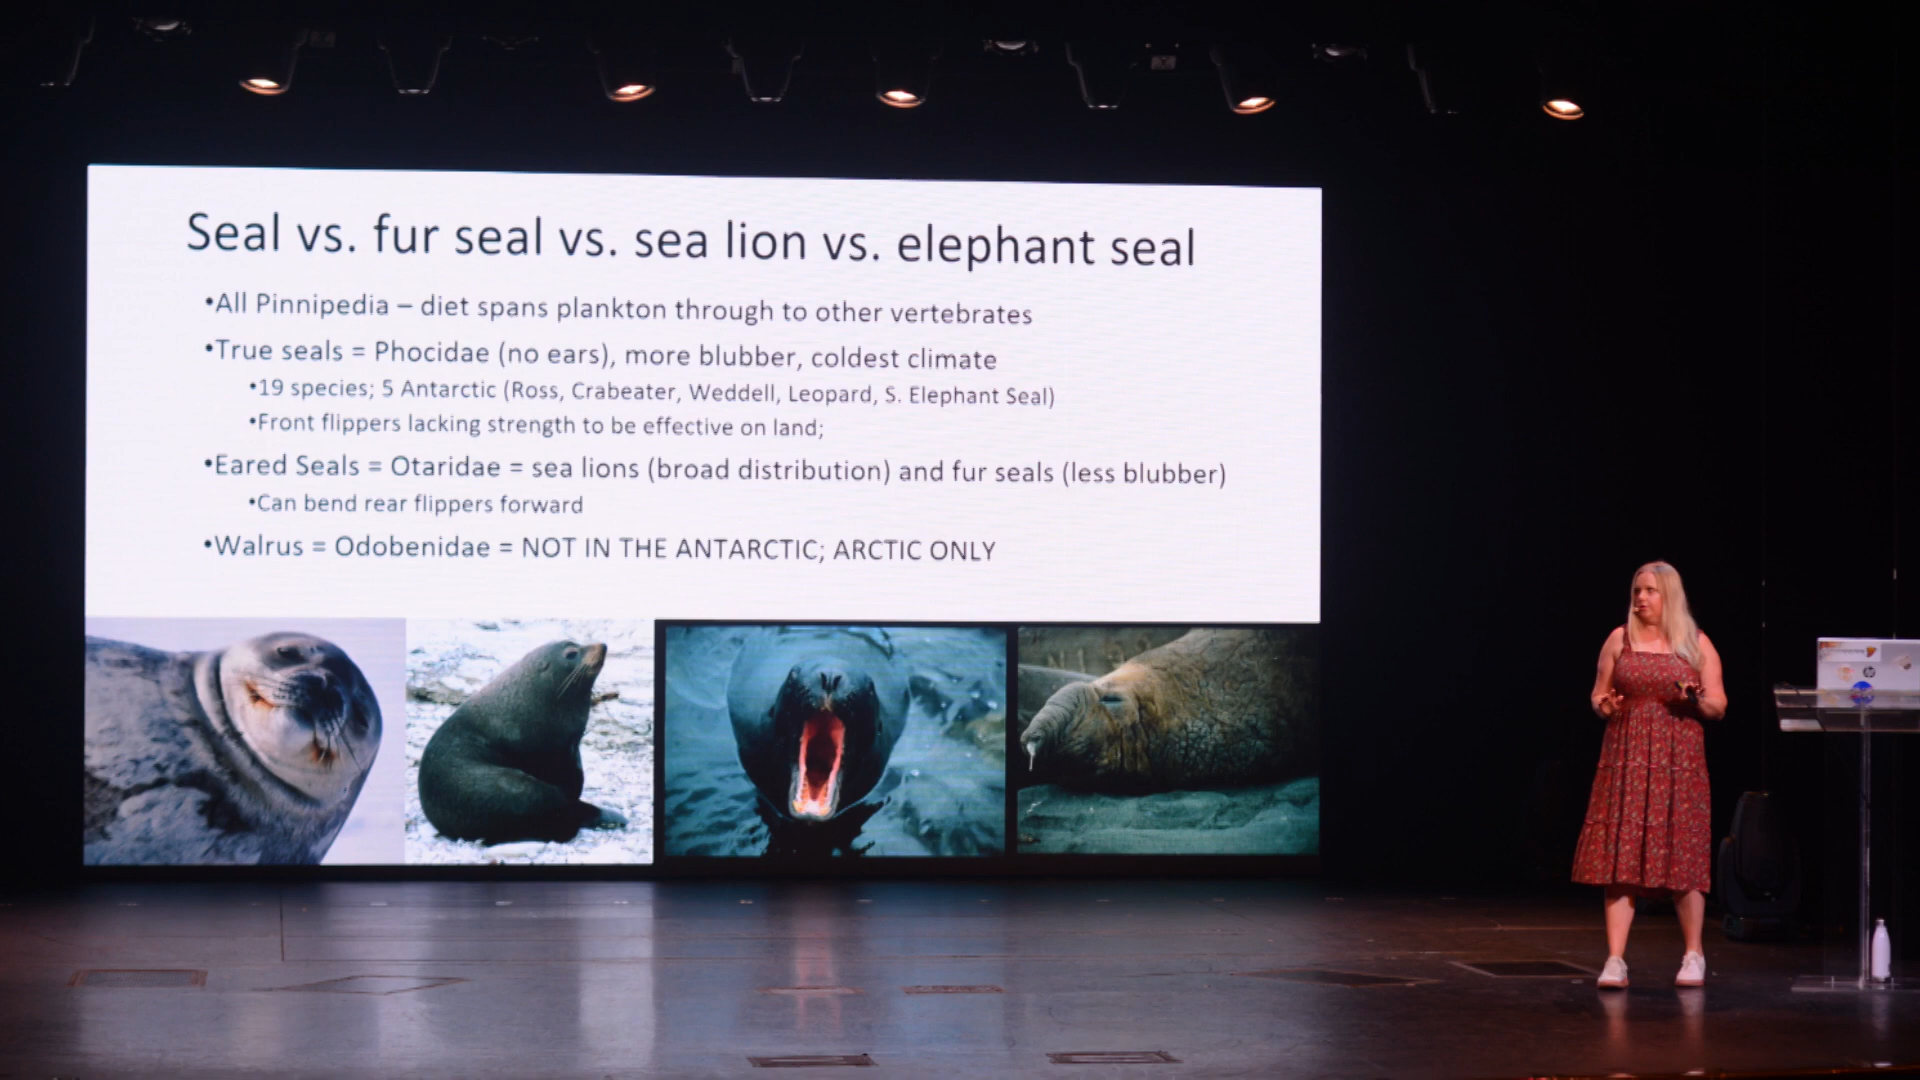 Seal vs. fur seal vs. sea lion vs. elephant seal
•All Pinnipedia – diet spans plankton through to other vertebrates
•True seals = Phocidae (no ears), more blubber, coldest climate
•19 species; 5 Antarctic (Ross, Crabeater, Weddell, Leopard, S. Elephant Seal)
•Front flippers lacking strength to be effective on land;
•Eared Seals = Otaridae = sea lions (broad distribution) and fur seals (less blubber)
•Can bend rear flippers forward
•Walrus = Odobenidae = NOT IN THE ANTARCTIC; ARCTIC ONLY
hp